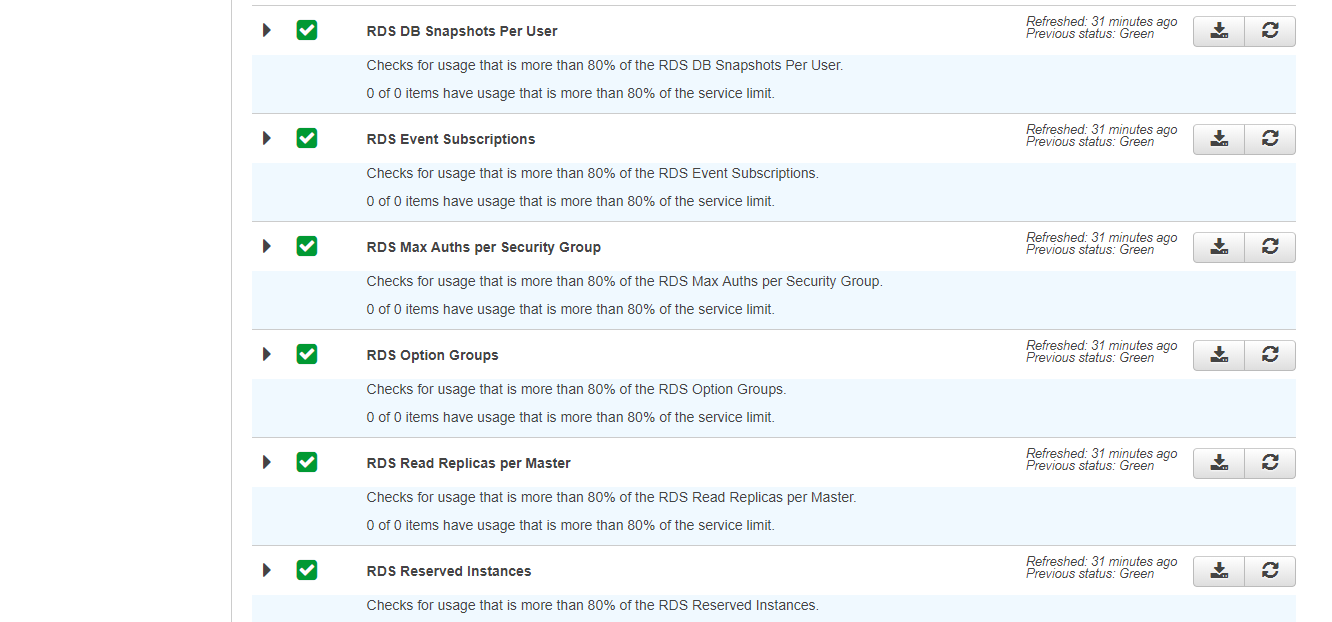 RDS DB Snapshots Per User
Refreshed: 31 minutes ago
Previous status: Green
Checks for usage that is more than 80% of the RDS DB Snapshots Per User.
0 of 0 items have usage that is more than 80% of the service limit.
RDS Event Subscriptions
Refreshed: 31 minutes ago
Previous status: Green
Checks for usage that is more than 80% of the RDS Event Subscriptions.
0 of 0 items have usage that is more than 80% of the service limit.
RDS Max Auths per Security Group
Refreshed: 31 minutes ago
Previous status: Green
Checks for usage that is more than 80% of the RDS Max Auths per Security Group.
0 of 0 items have usage that is more than 80% of the service limit.
RDS Option Groups
Refreshed: 31 minutes ago
Previous status: Green
Checks for usage that is more than 80% of the RDS Option Groups.
0 of 0 items have usage that is more than 80% of the service limit.
RDS Read Replicas per Master
Refreshed: 31 minutes ago
Previous status: Green
Checks for usage that is more than 80% of the RDS Read Replicas per Master.
0 of 0 items have usage that is more than 80% of the service limit.
RDS Reserved Instances
Refreshed: 31 minutes ago
Previous status: Green
Checks for usage that is more than 80% of the RDS Reserved Instances.